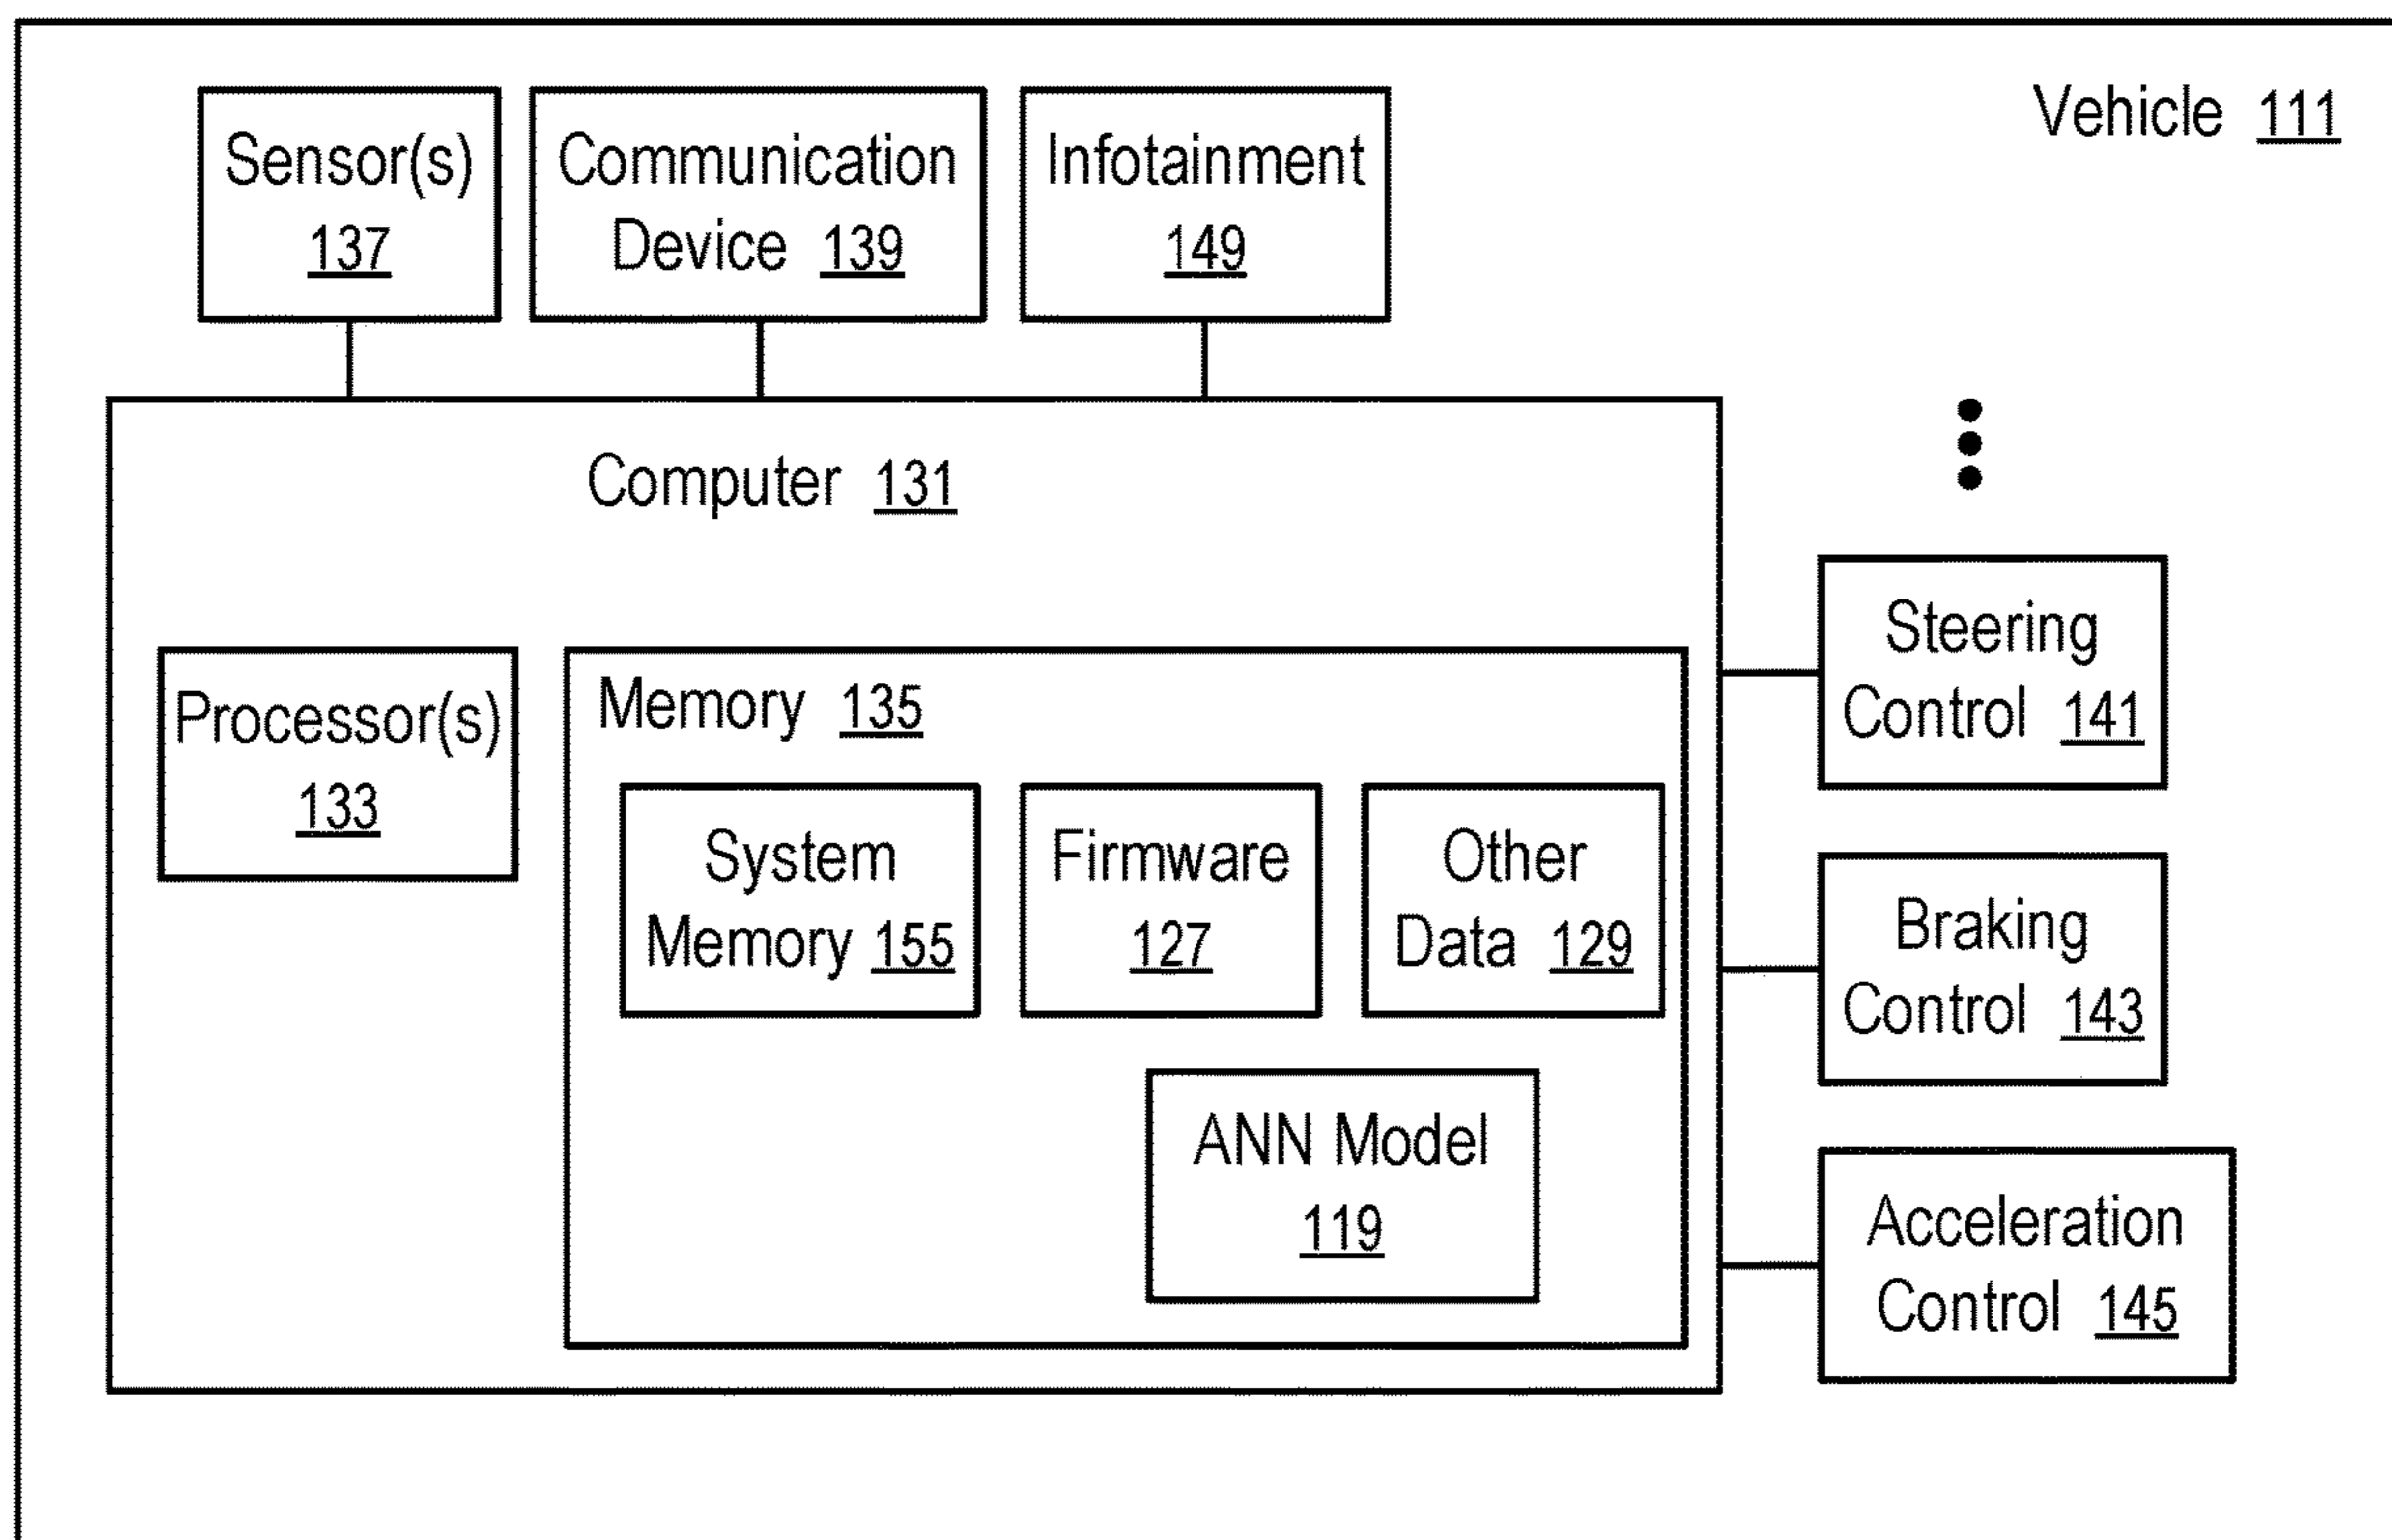 Vehicle 111
Sensor(s)
137
Communication
Device 139
Infotainment
149
Computer 131
Processor(s)
133
Memory 135
System
Memory 155
Firmware
127
Other
Data 129
ANN Model
119
Steering
Control 141
Braking
Control 143
Acceleration
Control 145